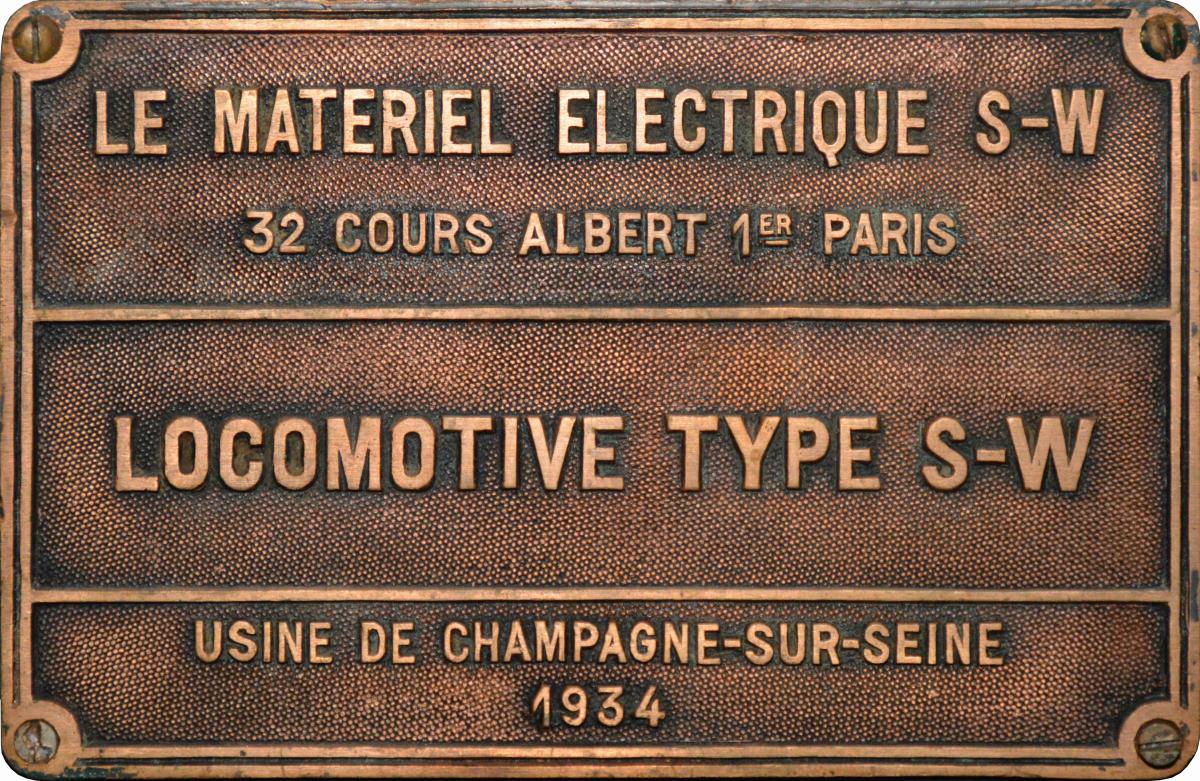 LE MATERIEL ELECTRIQUE S-W
32 COURS ALBERT 1ER PARIS
LOCOMOTIVE TYPE S-W
USINE DE CHAMPAGNE-SUR-SEINE
1934